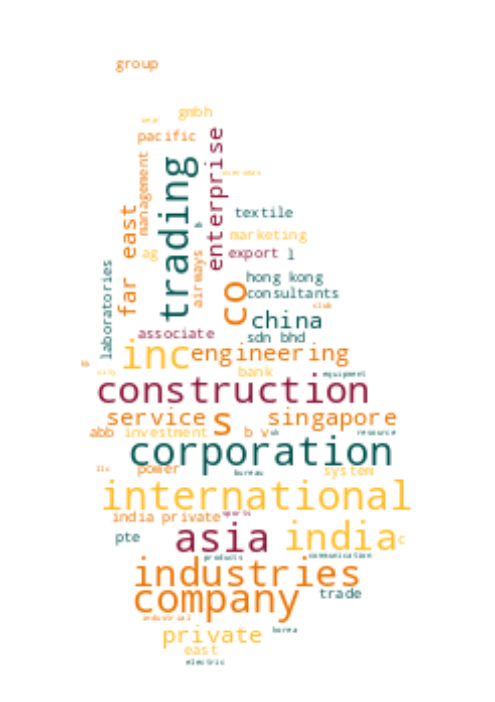 group
gmbh
pacific
enterprise
management
trading
textile
far east
marketing
ag
export
l
airways
laboratories
hong kong
co
consultants
china
associate
sdn bhd
inc
engineering
bank
equipment
construction
service
s
singapore
abb
investment
b v
resource
corporation
llc
power
bureau
system
international
india private
sports
pte
asia
india
c
products
communication
industries
company
trade
industrial
private
korea
east
electric